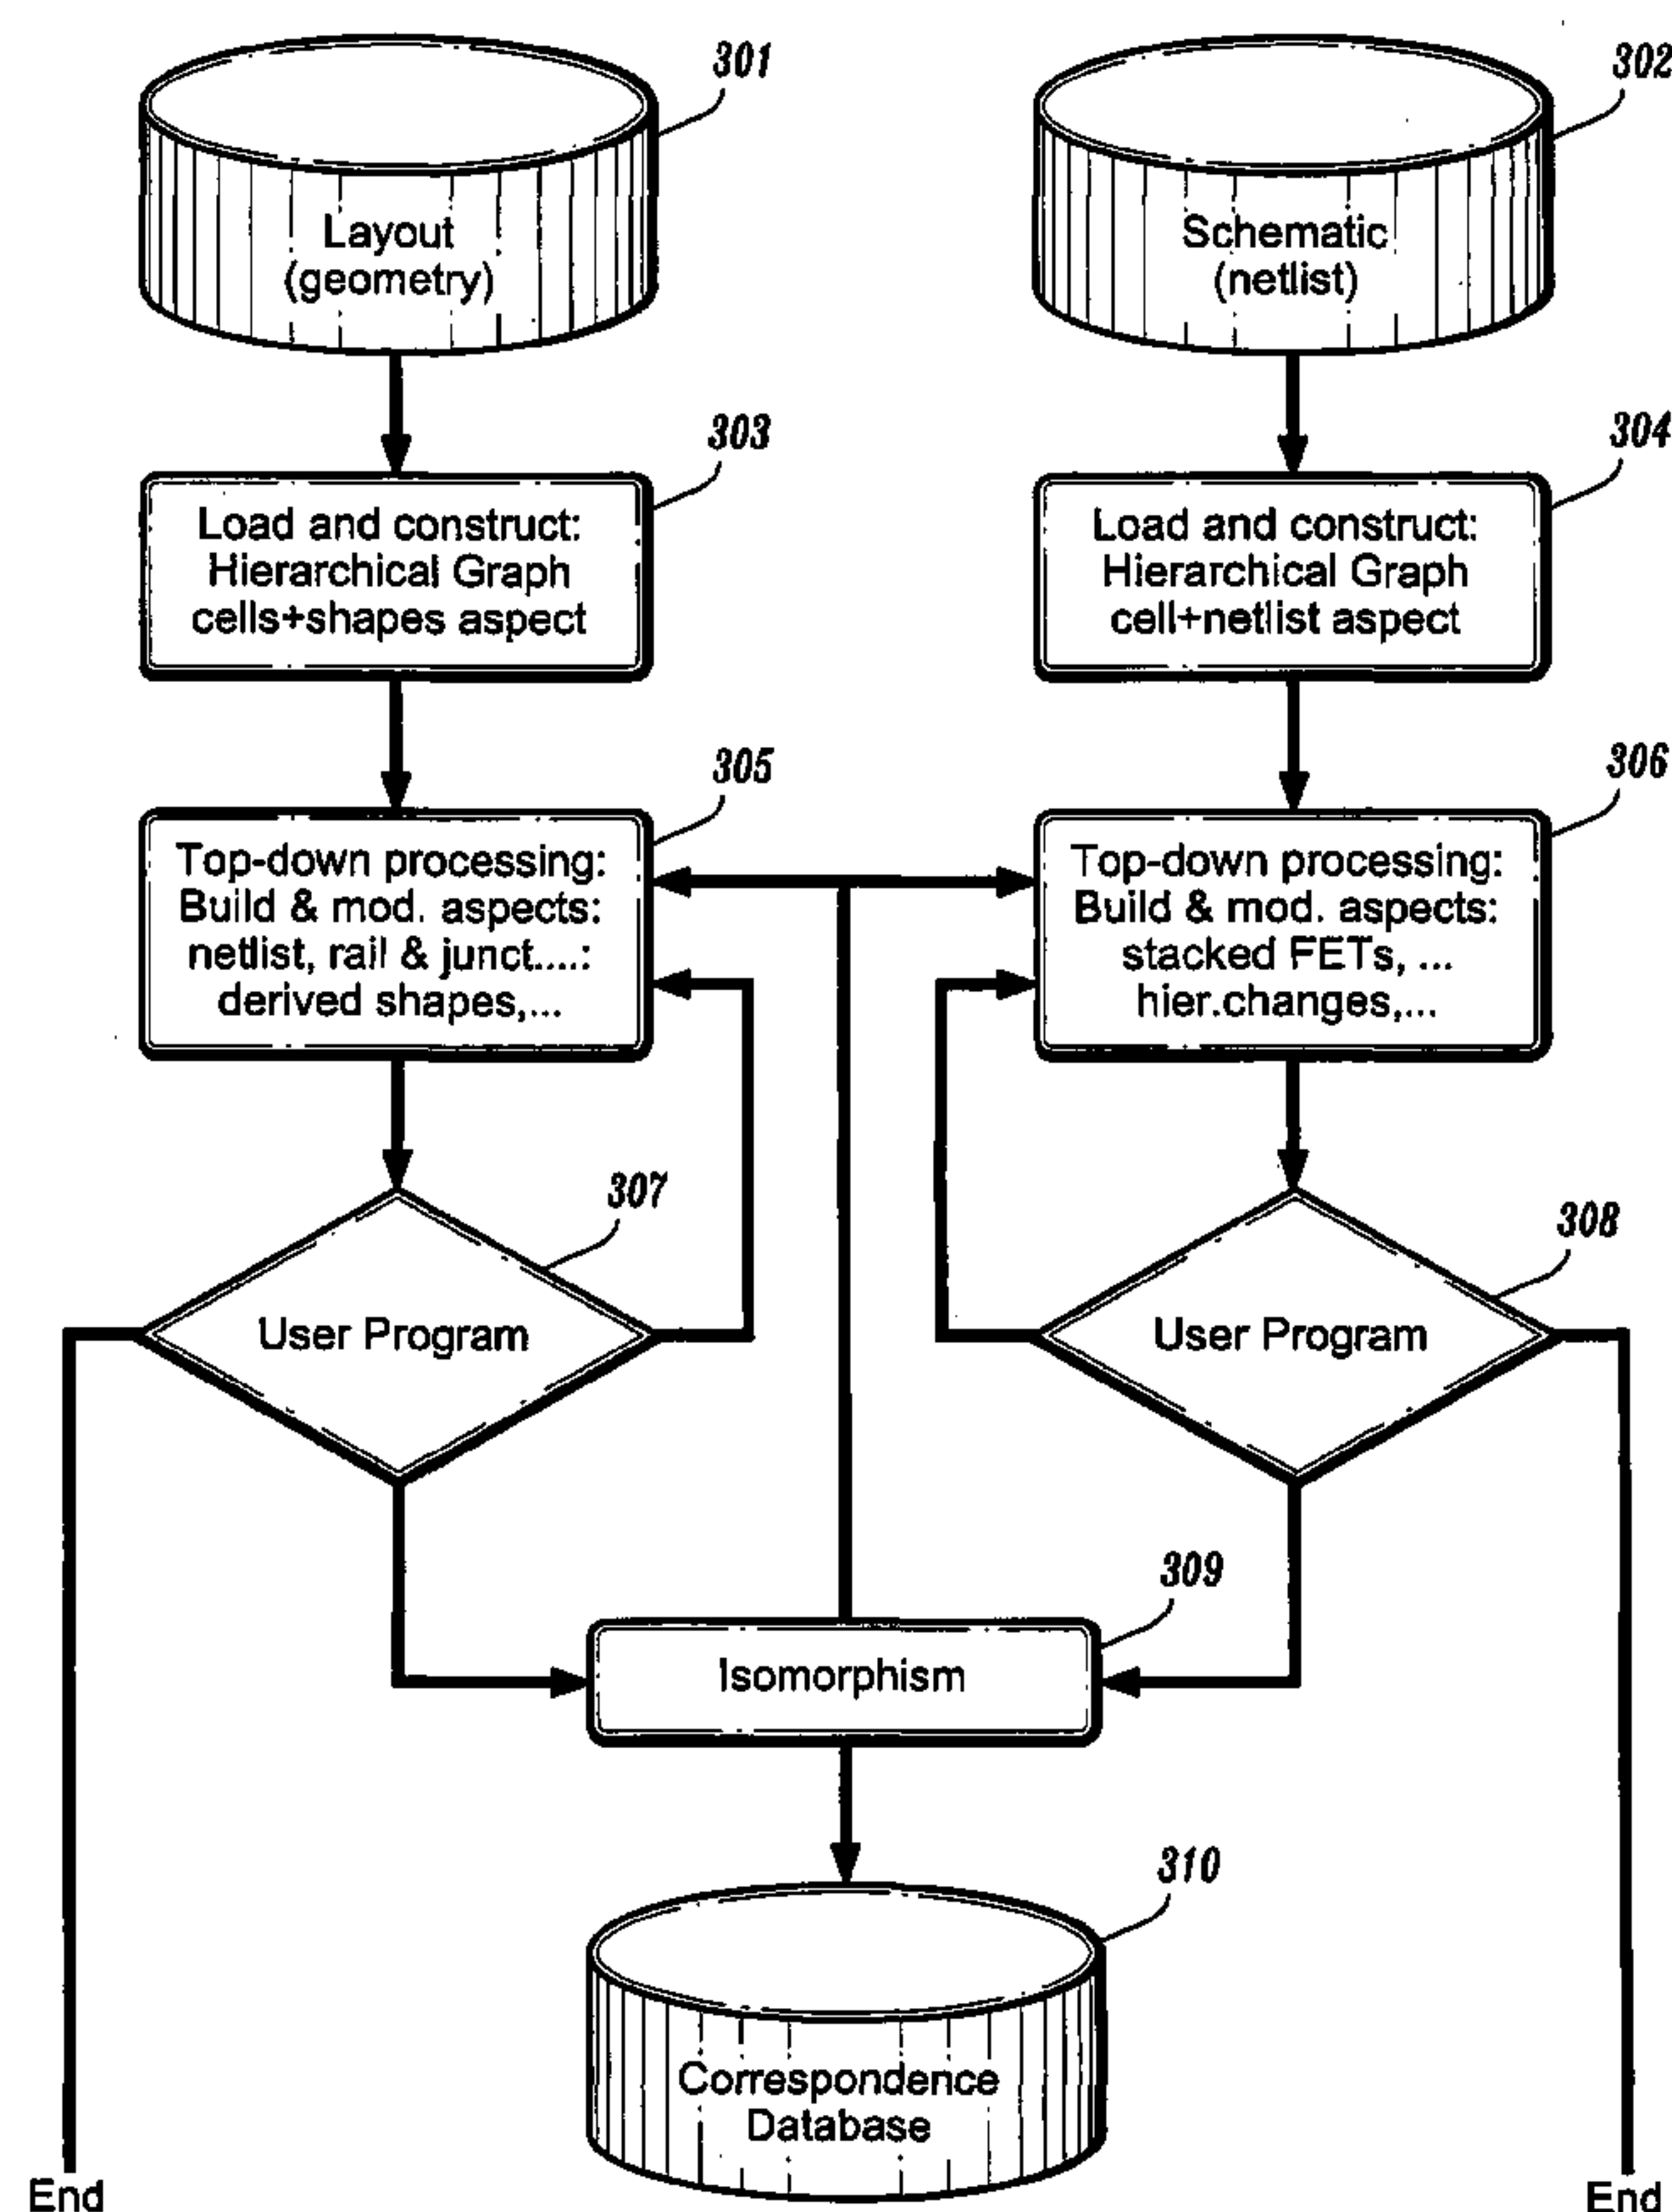 301
302
Layout
(geometry)
Schematic
(netlist)
303
304
Load and construct:
Hierarchical Graph
cells+shapes aspect
Load and construct:
Hierarchical Graph
cell+netlist aspect
305
306
Top-down processing:
Build & mod. aspects:
netlist, rail & junct....:
derived shapes,...
Top-down processing:
Build & mod. aspects:
stacked FETs, ...
hier.changes,...
307
308
User Program
User Program
309
Isomorphism
310
Correspondence
Database
End
End